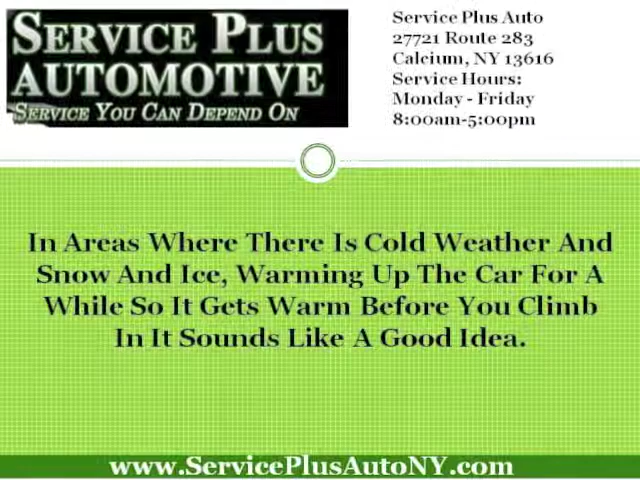 SERVICE PLUS
AUTOMOTIVE
SERVICE YOU CAN DEPEND ON
Service Plus Auto
27721 Route 283
Calcium, NY 13616
Service Hours:
Monday - Friday
8:00am-5:00pm
In Areas Where There Is Cold Weather And
Snow And Ice, Warming Up The Car For A
While So It Gets Warm Before You Climb
In It Sounds Like A Good Idea.
www.ServicePlusAutoNY.com